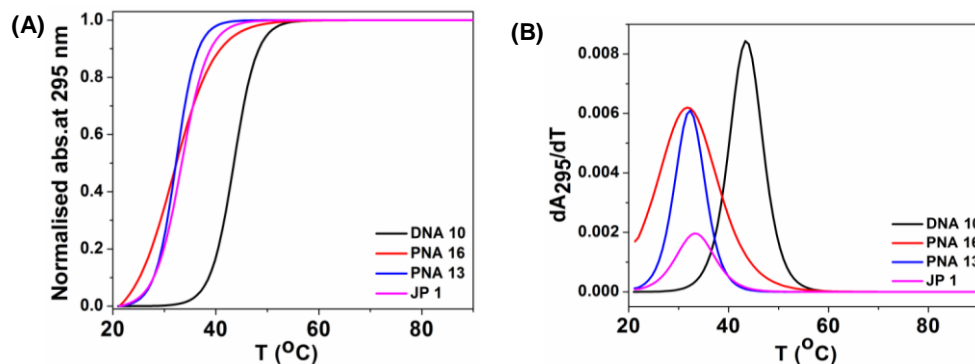 (A)
Normalised abs.at 295 nm
1.0
0.8
0.6
0.4
0.2
0.0
DNA 10
PNA 16
PNA 13
JP 1
20 40 60 80
T (°C)
(B)
dA295/dT
0.008
0.006
0.004
0.002
0.000
DNA 10
PNA 16
PNA 13
JP 1
20 40 60 80
T (°C)